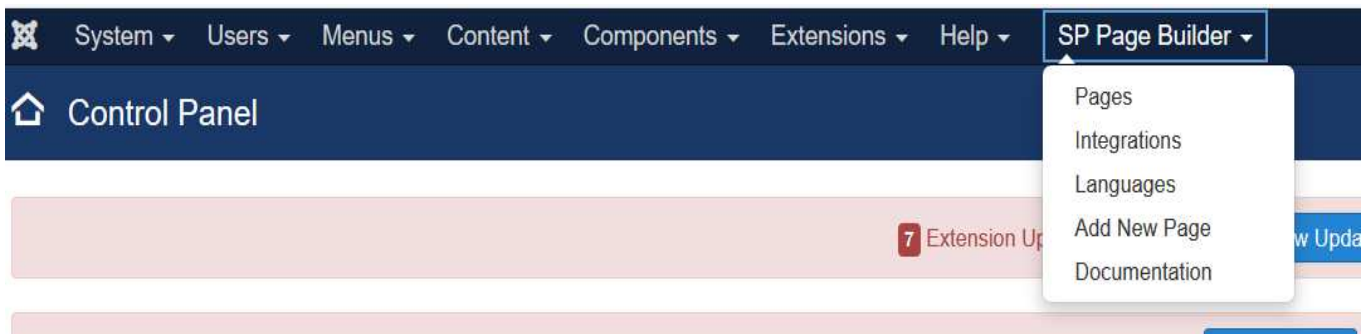 System Users Menus Content Components Extensions Help SP Page Builder
Control Panel
Pages
Integrations
Languages
Add New Page
Documentation
7 Extension